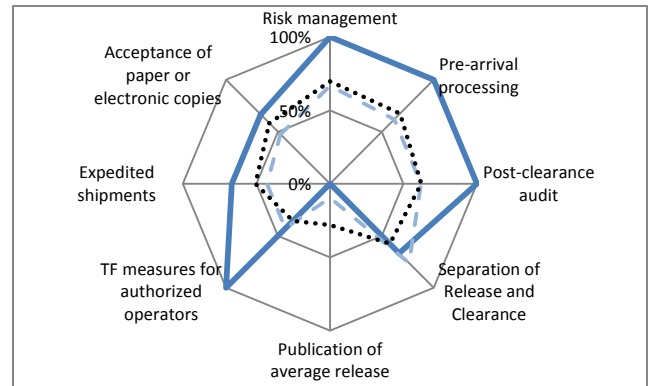 Risk management
100%
Acceptance of
paper or
electronic copies
Pre-arrival
processing
50%
Expedited
shipments
0%
Post-clearance
audit
TF measures for
authorized
operators
Separation of
Release and
Clearance
Publication of
average release